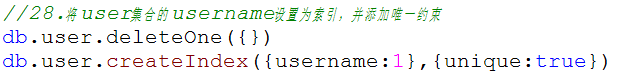 //28.将user集合的username设置为索引，并添加唯一约束
db.user.deleteOne({})
db.user.createIndex({username:1},{unique:true})